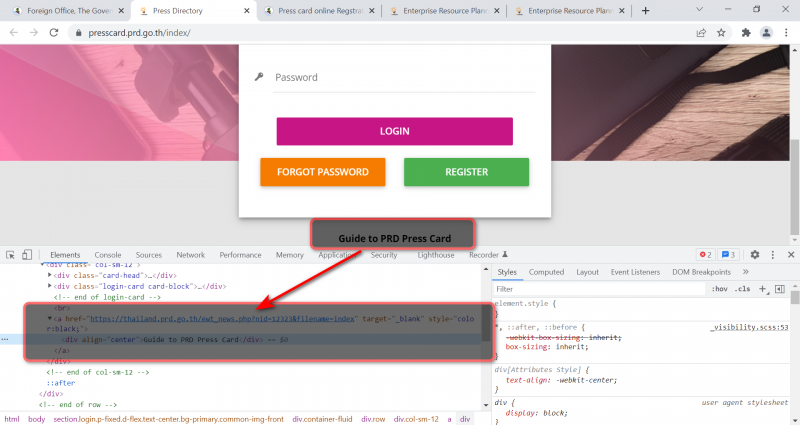 Foreign Office, The Gover
Press Directory
Press card online Regstrat
Enterprise Resource Plann
Enterprise Resource Plann
presscard.prd.go.th/index/
Password
LOGIN
FORGOT PASSWORD
REGISTER
Guide to PRD Press Card
Elements Console Sources Network Performance Memory Application Security Lighthouse Recorder 2 3
<div class="col-sm-12">
<div class="card-head">…</div>
<div class="login-card card-block">…</div>
<!-- end of login-card -->
<br>
<a href="https://thailand.prd.go.th/ewt_news.php?nid=12323&filename=index" target="_blank" style="colo
r:black;">
<div align="center">Guide to PRD Press Card</div> == $0
</a>
</div>
<!-- end of col-sm-12 -->
::after
</div>
<!-- end of row -->
html body section.login.p-fixed.d-flex.text-center.bg-primary.common-img-front div.container-fluid div.row div.col-sm-12 a div
Styles Computed Layout Event Listeners DOM Breakpoints »
Filter :hov .cls +
element.style {
}
*, ::after, ::before { _visibility.scss:53
-webkit-box-sizing: inherit;
box-sizing: inherit;
}
div[Attributes Style] {
text-align: -webkit-center;
}
div { user agent stylesheet
display: block;
}